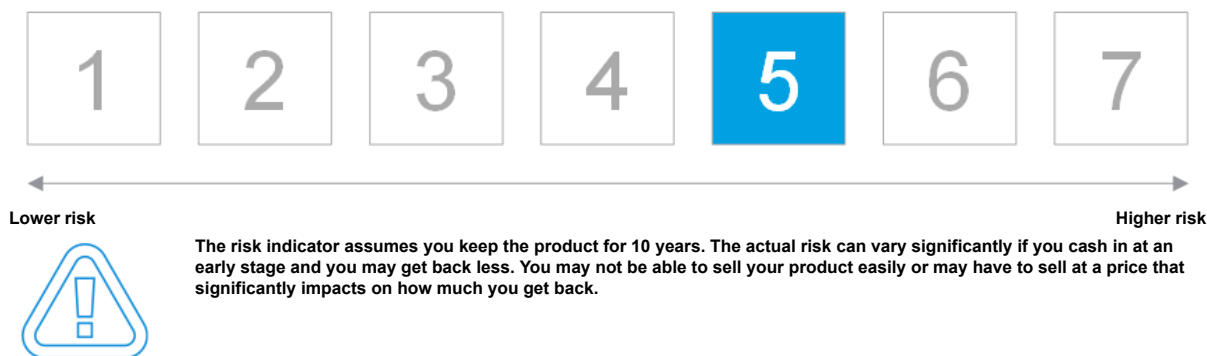 1 2 3 4 5 6 7
Lower risk Higher risk
The risk indicator assumes you keep the product for 10 years. The actual risk can vary significantly if you cash in at an
early stage and you may get back less. You may not be able to sell your product easily or may have to sell at a price that
significantly impacts on how much you get back.